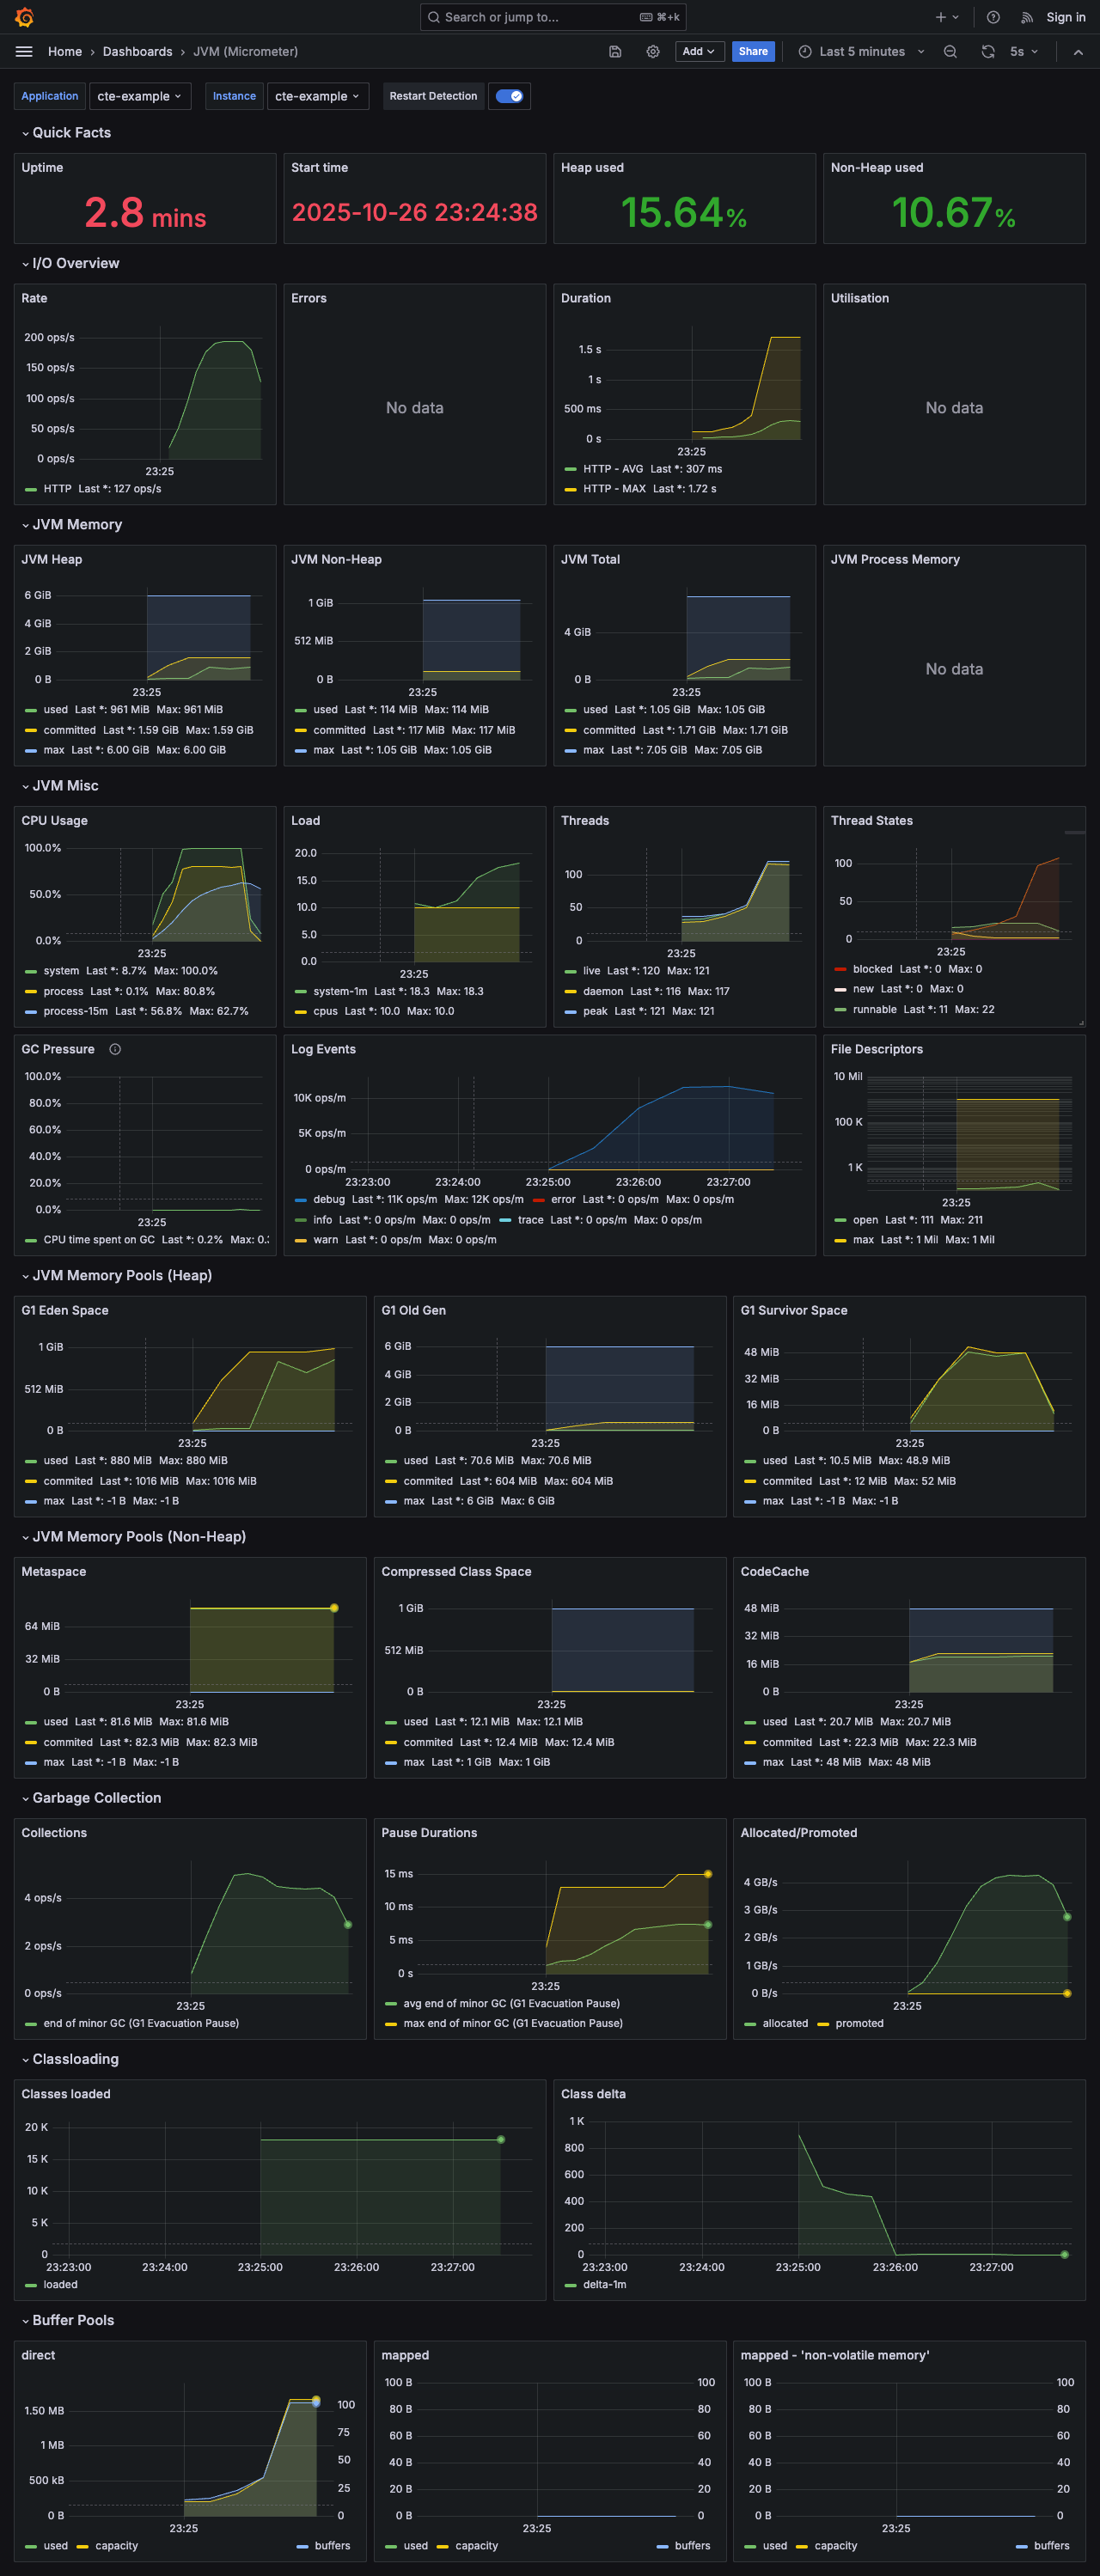 Search or jump to... ⌘+k Sign in
Home › Dashboards › JVM (Micrometer) Add Share Last 5 minutes 5s
Application cte-example Instance cte-example Restart Detection
Quick Facts
Uptime Start time Heap used Non-Heap used
2.8 mins 2025-10-26 23:24:38 15.64% 10.67%
I/O Overview
Rate
200 ops/s
150 ops/s
100 ops/s
50 ops/s
0 ops/s
23:25
HTTP Last *: 127 ops/s
Errors
No data
Duration
1.5 s
1 s
500 ms
0 s
23:25
HTTP - AVG Last *: 307 ms
HTTP - MAX Last *: 1.72 s
Utilisation
No data
JVM Memory
JVM Heap
6 GiB
4 GiB
2 GiB
0 B
23:25
used Last *: 961 MiB Max: 961 MiB
committed Last *: 1.59 GiB Max: 1.59 GiB
max Last *: 6.00 GiB Max: 6.00 GiB
JVM Non-Heap
1 GiB
512 MiB
0 B
23:25
used Last *: 114 MiB Max: 114 MiB
committed Last *: 117 MiB Max: 117 MiB
max Last *: 1.05 GiB Max: 1.05 GiB
JVM Total
4 GiB
0 B
23:25
used Last *: 1.05 GiB Max: 1.05 GiB
committed Last *: 1.71 GiB Max: 1.71 GiB
max Last *: 7.05 GiB Max: 7.05 GiB
JVM Process Memory
No data
JVM Misc
CPU Usage
100.0%
50.0%
0.0%
23:25
system Last *: 8.7% Max: 100.0%
process Last *: 0.1% Max: 80.8%
process-15m Last *: 56.8% Max: 62.7%
Load
20.0
15.0
10.0
5.0
0.0
23:25
system-1m Last *: 18.3 Max: 18.3
cpus Last *: 10.0 Max: 10.0
Threads
100
50
0
23:25
live Last *: 120 Max: 121
daemon Last *: 116 Max: 117
peak Last *: 121 Max: 121
Thread States
100
50
0
23:25
blocked Last *: 0 Max: 0
new Last *: 0 Max: 0
runnable Last *: 11 Max: 22
GC Pressure
100.0%
80.0%
60.0%
40.0%
20.0%
0.0%
23:25
CPU time spent on GC Last *: 0.2% Max: 0.
Log Events
10K ops/m
5K ops/m
0 ops/m
23:23:00 23:24:00 23:25:00 23:26:00 23:27:00
debug Last *: 11K ops/m Max: 12K ops/m error Last *: 0 ops/m Max: 0 ops/m
info Last *: 0 ops/m Max: 0 ops/m trace Last *: 0 ops/m Max: 0 ops/m
warn Last *: 0 ops/m Max: 0 ops/m
File Descriptors
10 Mil
100 K
1 K
23:25
open Last *: 111 Max: 211
max Last *: 1 Mil Max: 1 Mil
JVM Memory Pools (Heap)
G1 Eden Space
1 GiB
512 MiB
0 B
23:25
used Last *: 880 MiB Max: 880 MiB
commited Last *: 1016 MiB Max: 1016 MiB
max Last *: -1 B Max: -1 B
G1 Old Gen
6 GiB
4 GiB
2 GiB
0 B
23:25
used Last *: 70.6 MiB Max: 70.6 MiB
commited Last *: 604 MiB Max: 604 MiB
max Last *: 6 GiB Max: 6 GiB
G1 Survivor Space
48 MiB
32 MiB
16 MiB
0 B
23:25
used Last *: 10.5 MiB Max: 48.9 MiB
commited Last *: 12 MiB Max: 52 MiB
max Last *: -1 B Max: -1 B
JVM Memory Pools (Non-Heap)
Metaspace
64 MiB
32 MiB
0 B
23:25
used Last *: 81.6 MiB Max: 81.6 MiB
commited Last *: 82.3 MiB Max: 82.3 MiB
max Last *: -1 B Max: -1 B
Compressed Class Space
1 GiB
512 MiB
0 B
23:25
used Last *: 12.1 MiB Max: 12.1 MiB
commited Last *: 12.4 MiB Max: 12.4 MiB
max Last *: 1 GiB Max: 1 GiB
CodeCache
48 MiB
32 MiB
16 MiB
0 B
23:25
used Last *: 20.7 MiB Max: 20.7 MiB
commited Last *: 22.3 MiB Max: 22.3 MiB
max Last *: 48 MiB Max: 48 MiB
Garbage Collection
Collections
4 ops/s
2 ops/s
0 ops/s
23:25
end of minor GC (G1 Evacuation Pause)
Pause Durations
15 ms
10 ms
5 ms
0 s
23:25
avg end of minor GC (G1 Evacuation Pause)
max end of minor GC (G1 Evacuation Pause)
Allocated/Promoted
4 GB/s
3 GB/s
2 GB/s
1 GB/s
0 B/s
23:25
allocated promoted
Classloading
Classes loaded
20 K
15 K
10 K
5 K
0
23:23:00 23:24:00 23:25:00 23:26:00 23:27:00
loaded
Class delta
1 K
800
600
400
200
0
23:23:00 23:24:00 23:25:00 23:26:00 23:27:00
delta-1m
Buffer Pools
direct
1.50 MB 100
1 MB 75
500 kB 50
0 B 25
0
23:25
used capacity buffers
mapped
100 B 100
80 B 80
60 B 60
40 B 40
20 B 20
0 B 0
23:25
used capacity buffers
mapped - 'non-volatile memory'
100 B 100
80 B 80
60 B 60
40 B 40
20 B 20
0 B 0
23:25
used capacity buffers